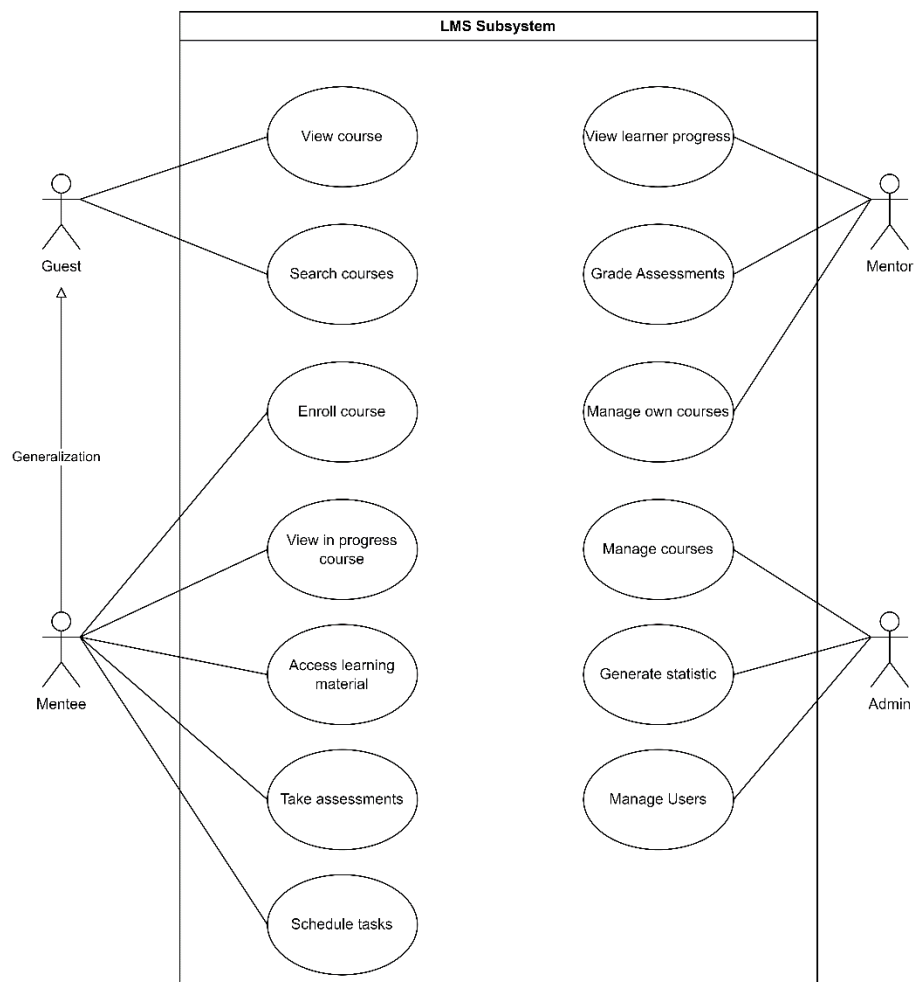 LMS Subsystem
View course
View learner progress
Guest
Mentor
Search courses
Grade Assessments
Enroll course
Manage own courses
Generalization
View in progress
course
Manage courses
Mentee
Access learning
material
Generate statistic
Admin
Take assessments
Manage Users
Schedule tasks